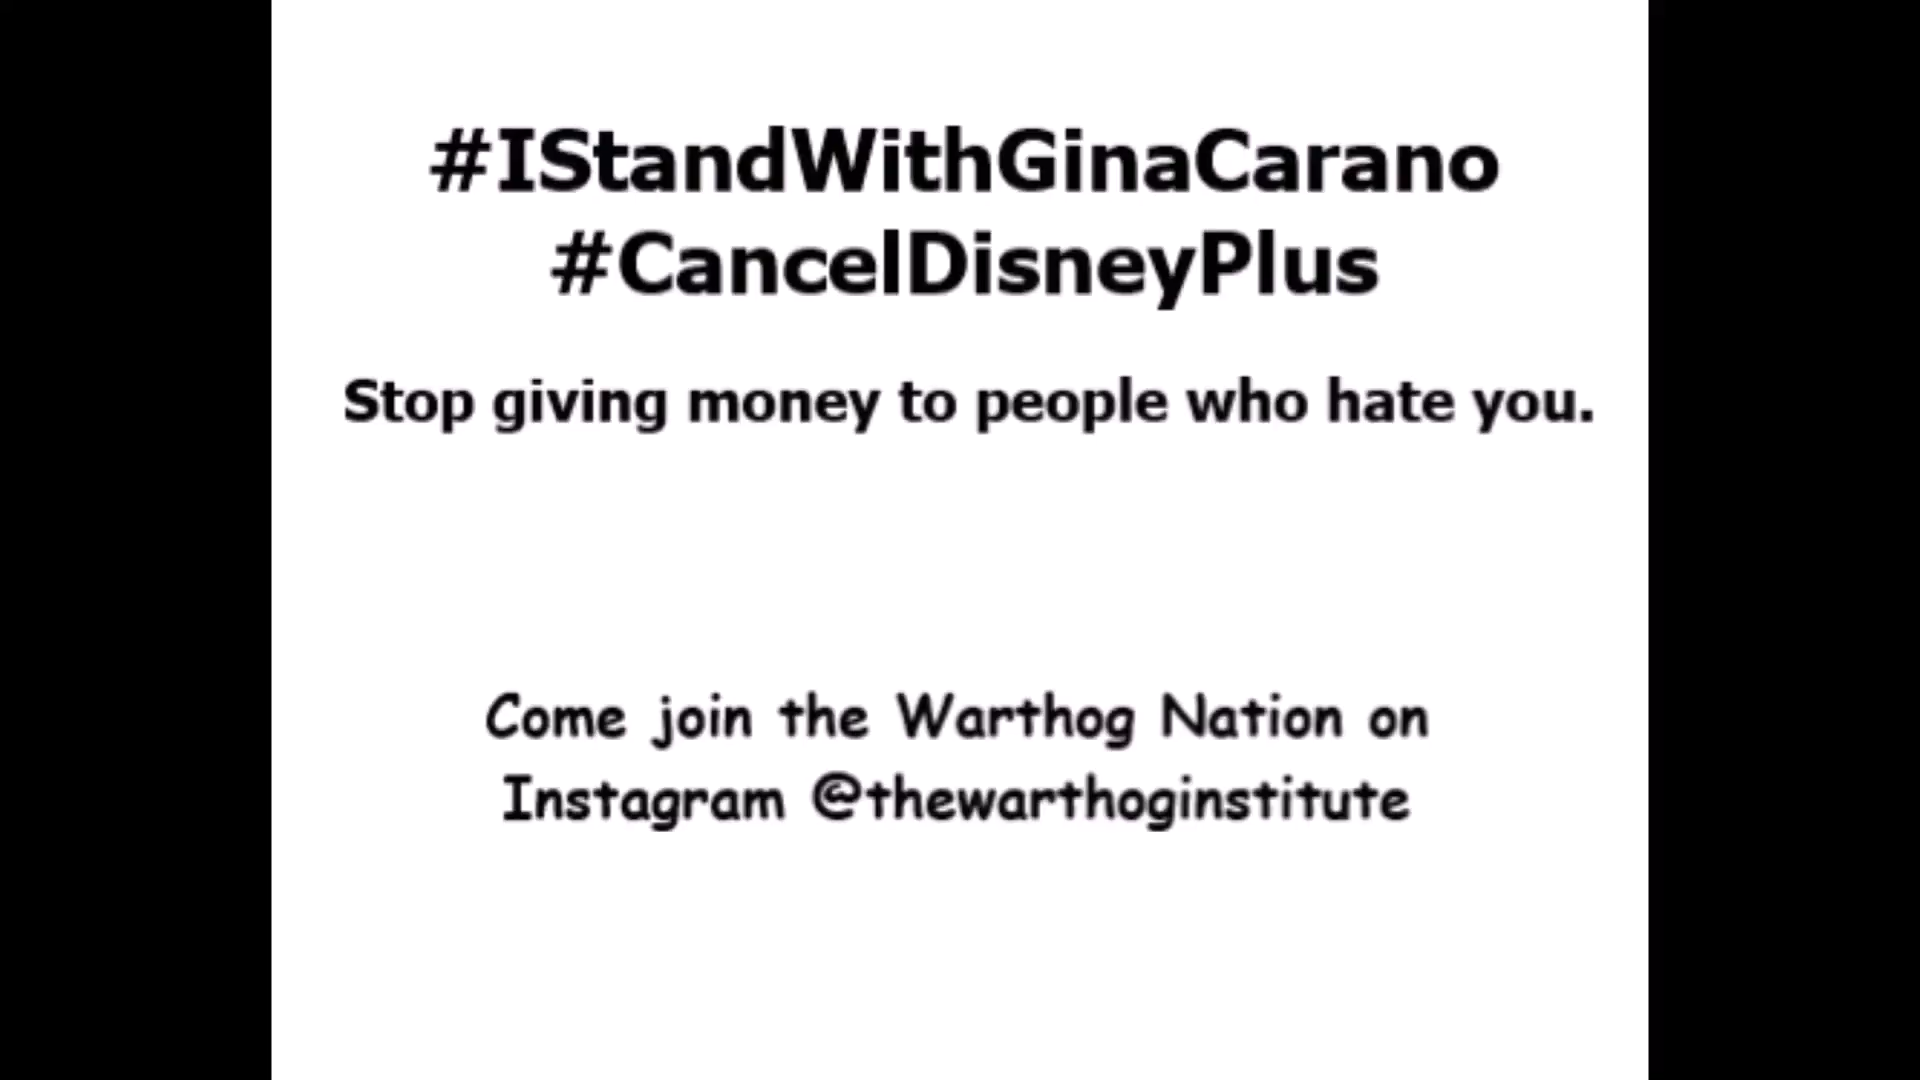 #IStandWithGinaCarano
#CancelDisneyPlus
Stop giving money to people who hate you.
Come join the Warthog Nation on
Instagram @thewarthoginstitute